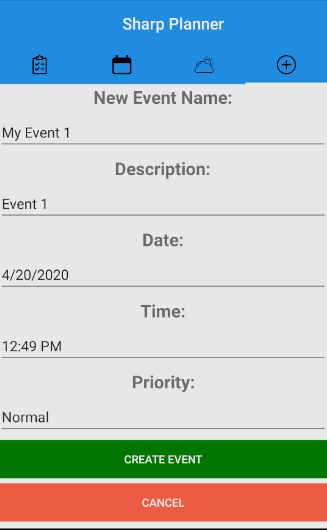 Sharp Planner
New Event Name:
My Event 1
Description:
Event 1
Date:
4/20/2020
Time:
12:49 PM
Priority:
Normal
CREATE EVENT
CANCEL